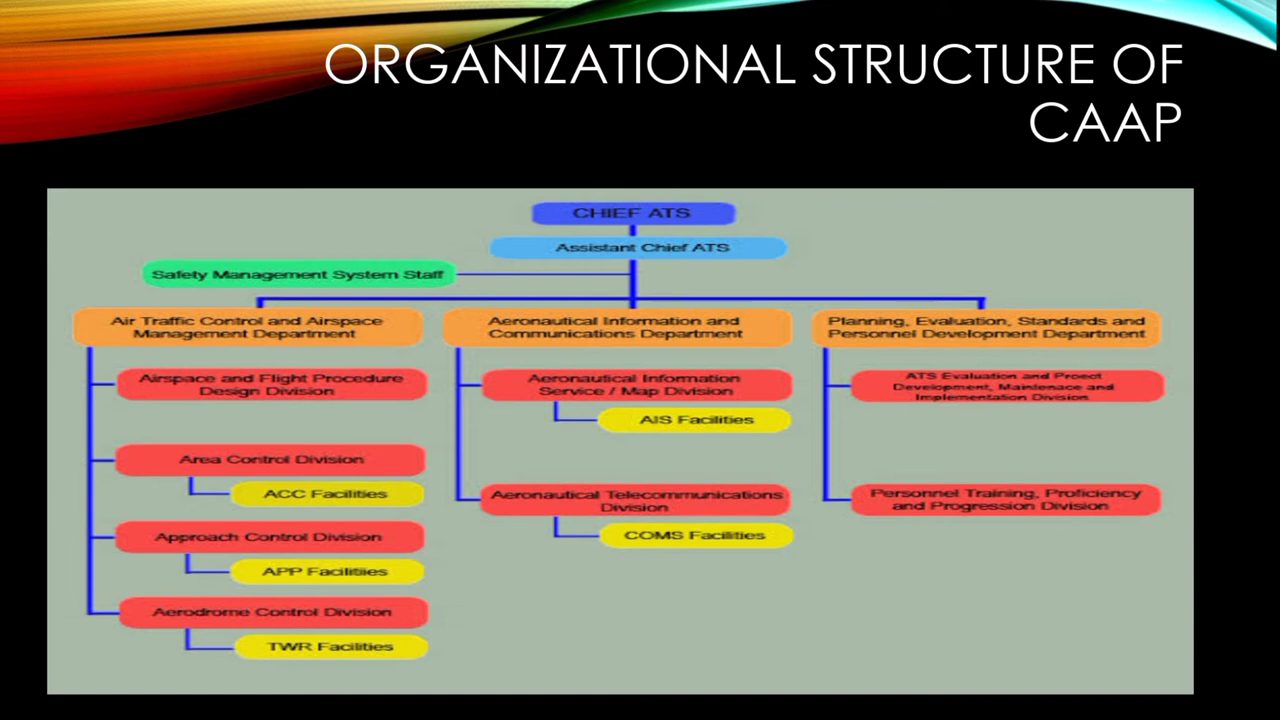 ORGANIZATIONAL STRUCTURE OF
CAAP
CHIEF ATS
Assistant Chief ATS
Safety Management System Staff
Air Traffic Control and Airspace
Management Department
Airspace and Flight Procedure
Design Division
Area Control Division
ACC Facilities
Approach Control Division
APP Facilitiies
Aerodrome Control Division
TWR Facilities
Aeronautical Information and
Communications Department
Aeronautical Information
Service / Map Division
AIS Facilities
Aeronautical Telecommunications
Division
COMS Facilities
Planning, Evaluation, Standards and
Personnel Development Department
ATS Evaluation and Proect
Development, Maintenace and
Implementation Division
Personnel Training, Proficiency
and Progression Division